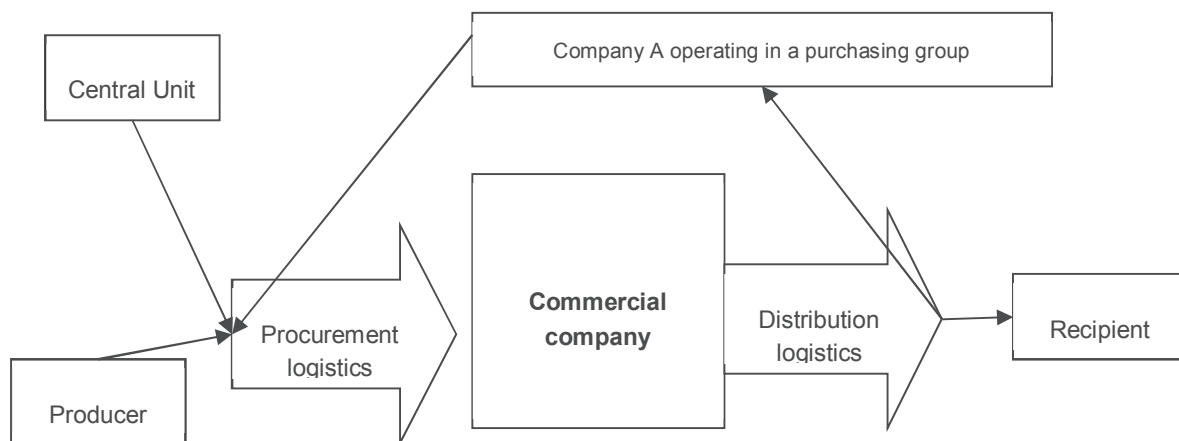 Company A operating in a purchasing group
Central Unit
Commercial
company
Procurement
logistics
Distribution
logistics
Recipient
Producer